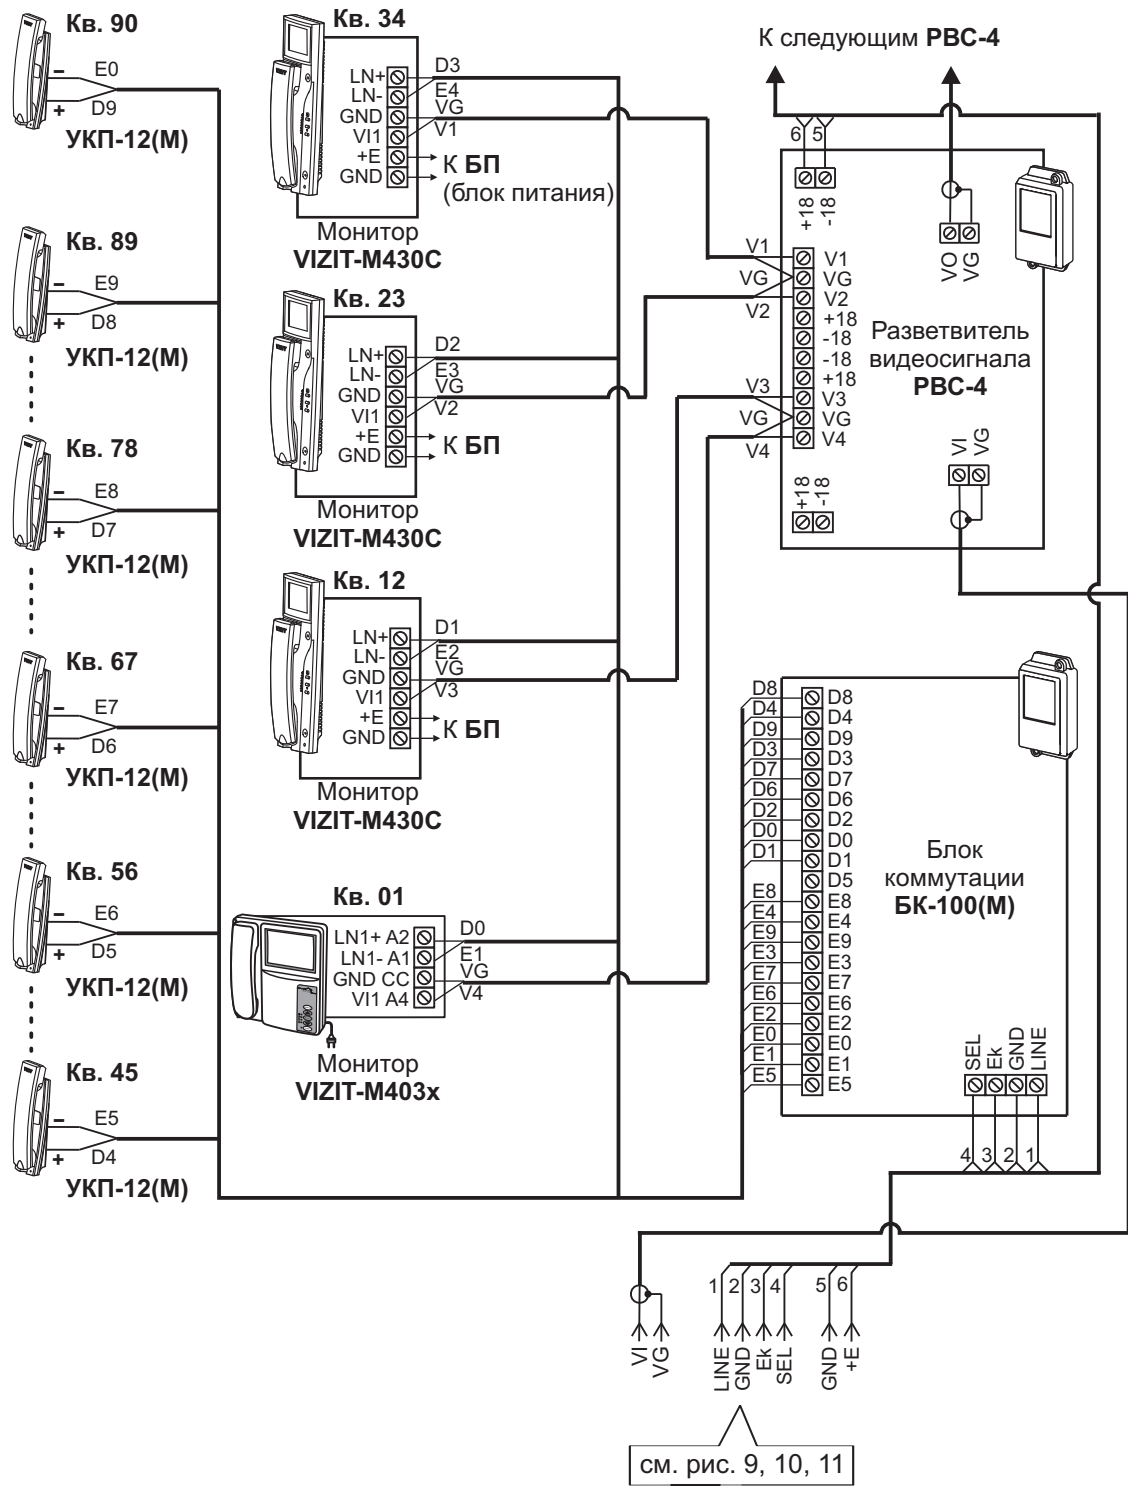 Кв. 90
−
E0
+
D9
УКП-12(М)
Кв. 89
−
E9
+
D8
УКП-12(М)
Кв. 78
−
E8
+
D7
УКП-12(М)
Кв. 67
−
E7
+
D6
УКП-12(М)
Кв. 56
−
E6
+
D5
УКП-12(М)
Кв. 45
−
E5
+
D4
УКП-12(М)
Кв. 34
LN+
LN-
GND
VI1
+E
GND
D3
E4
VG
V1
К БП
(блок питания)
Монитор
VIZIT-M430C
Кв. 23
LN+
LN-
GND
VI1
+E
GND
D2
E3
VG
V2
К БП
Монитор
VIZIT-M430C
Кв. 12
LN+
LN-
GND
VI1
+E
GND
D1
E2
VG
V3
К БП
Монитор
VIZIT-M430C
Кв. 01
LN1+ A2
LN1- A1
GND CC
VI1 A4
D0
E1
VG
V4
Монитор
VIZIT-M403x
К следующим РВС-4
6
5
+18
-18
VO
VG
V1
VG
V2
V3
VG
V4
V1
VG
V2
+18
-18
-18
+18
V3
VG
V4
Разветвитель
видеосигнала
РВС-4
VI
VG
+18
-18
D8
D4
D9
D3
D7
D6
D2
D0
D1
E8
E4
E9
E3
E7
E6
E2
E0
E1
E5
D8
D4
D9
D3
D7
D6
D2
D0
D1
D5
E8
E4
E9
E3
E7
E6
E2
E0
E1
E5
Блок
коммутации
БК-100(М)
SEL
Ek
GND
LINE
4
3
2
1
1
2
3
4
5
6
VI
VG
LINE
GND
Ek
SEL
GND
+E
см. рис. 9, 10, 11